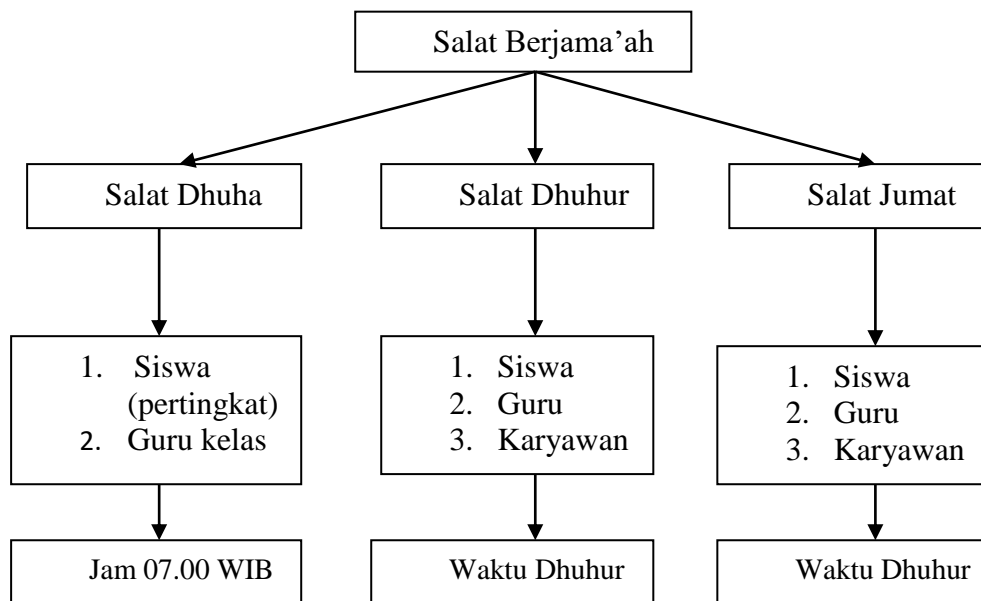 Salat Berjama’ah
Salat Dhuha
Salat Dhuhur
Salat Jumat
1. Siswa
(pertingkat)
2. Guru kelas
1. Siswa
2. Guru
3. Karyawan
1. Siswa
2. Guru
3. Karyawan
Jam 07.00 WIB
Waktu Dhuhur
Waktu Dhuhur